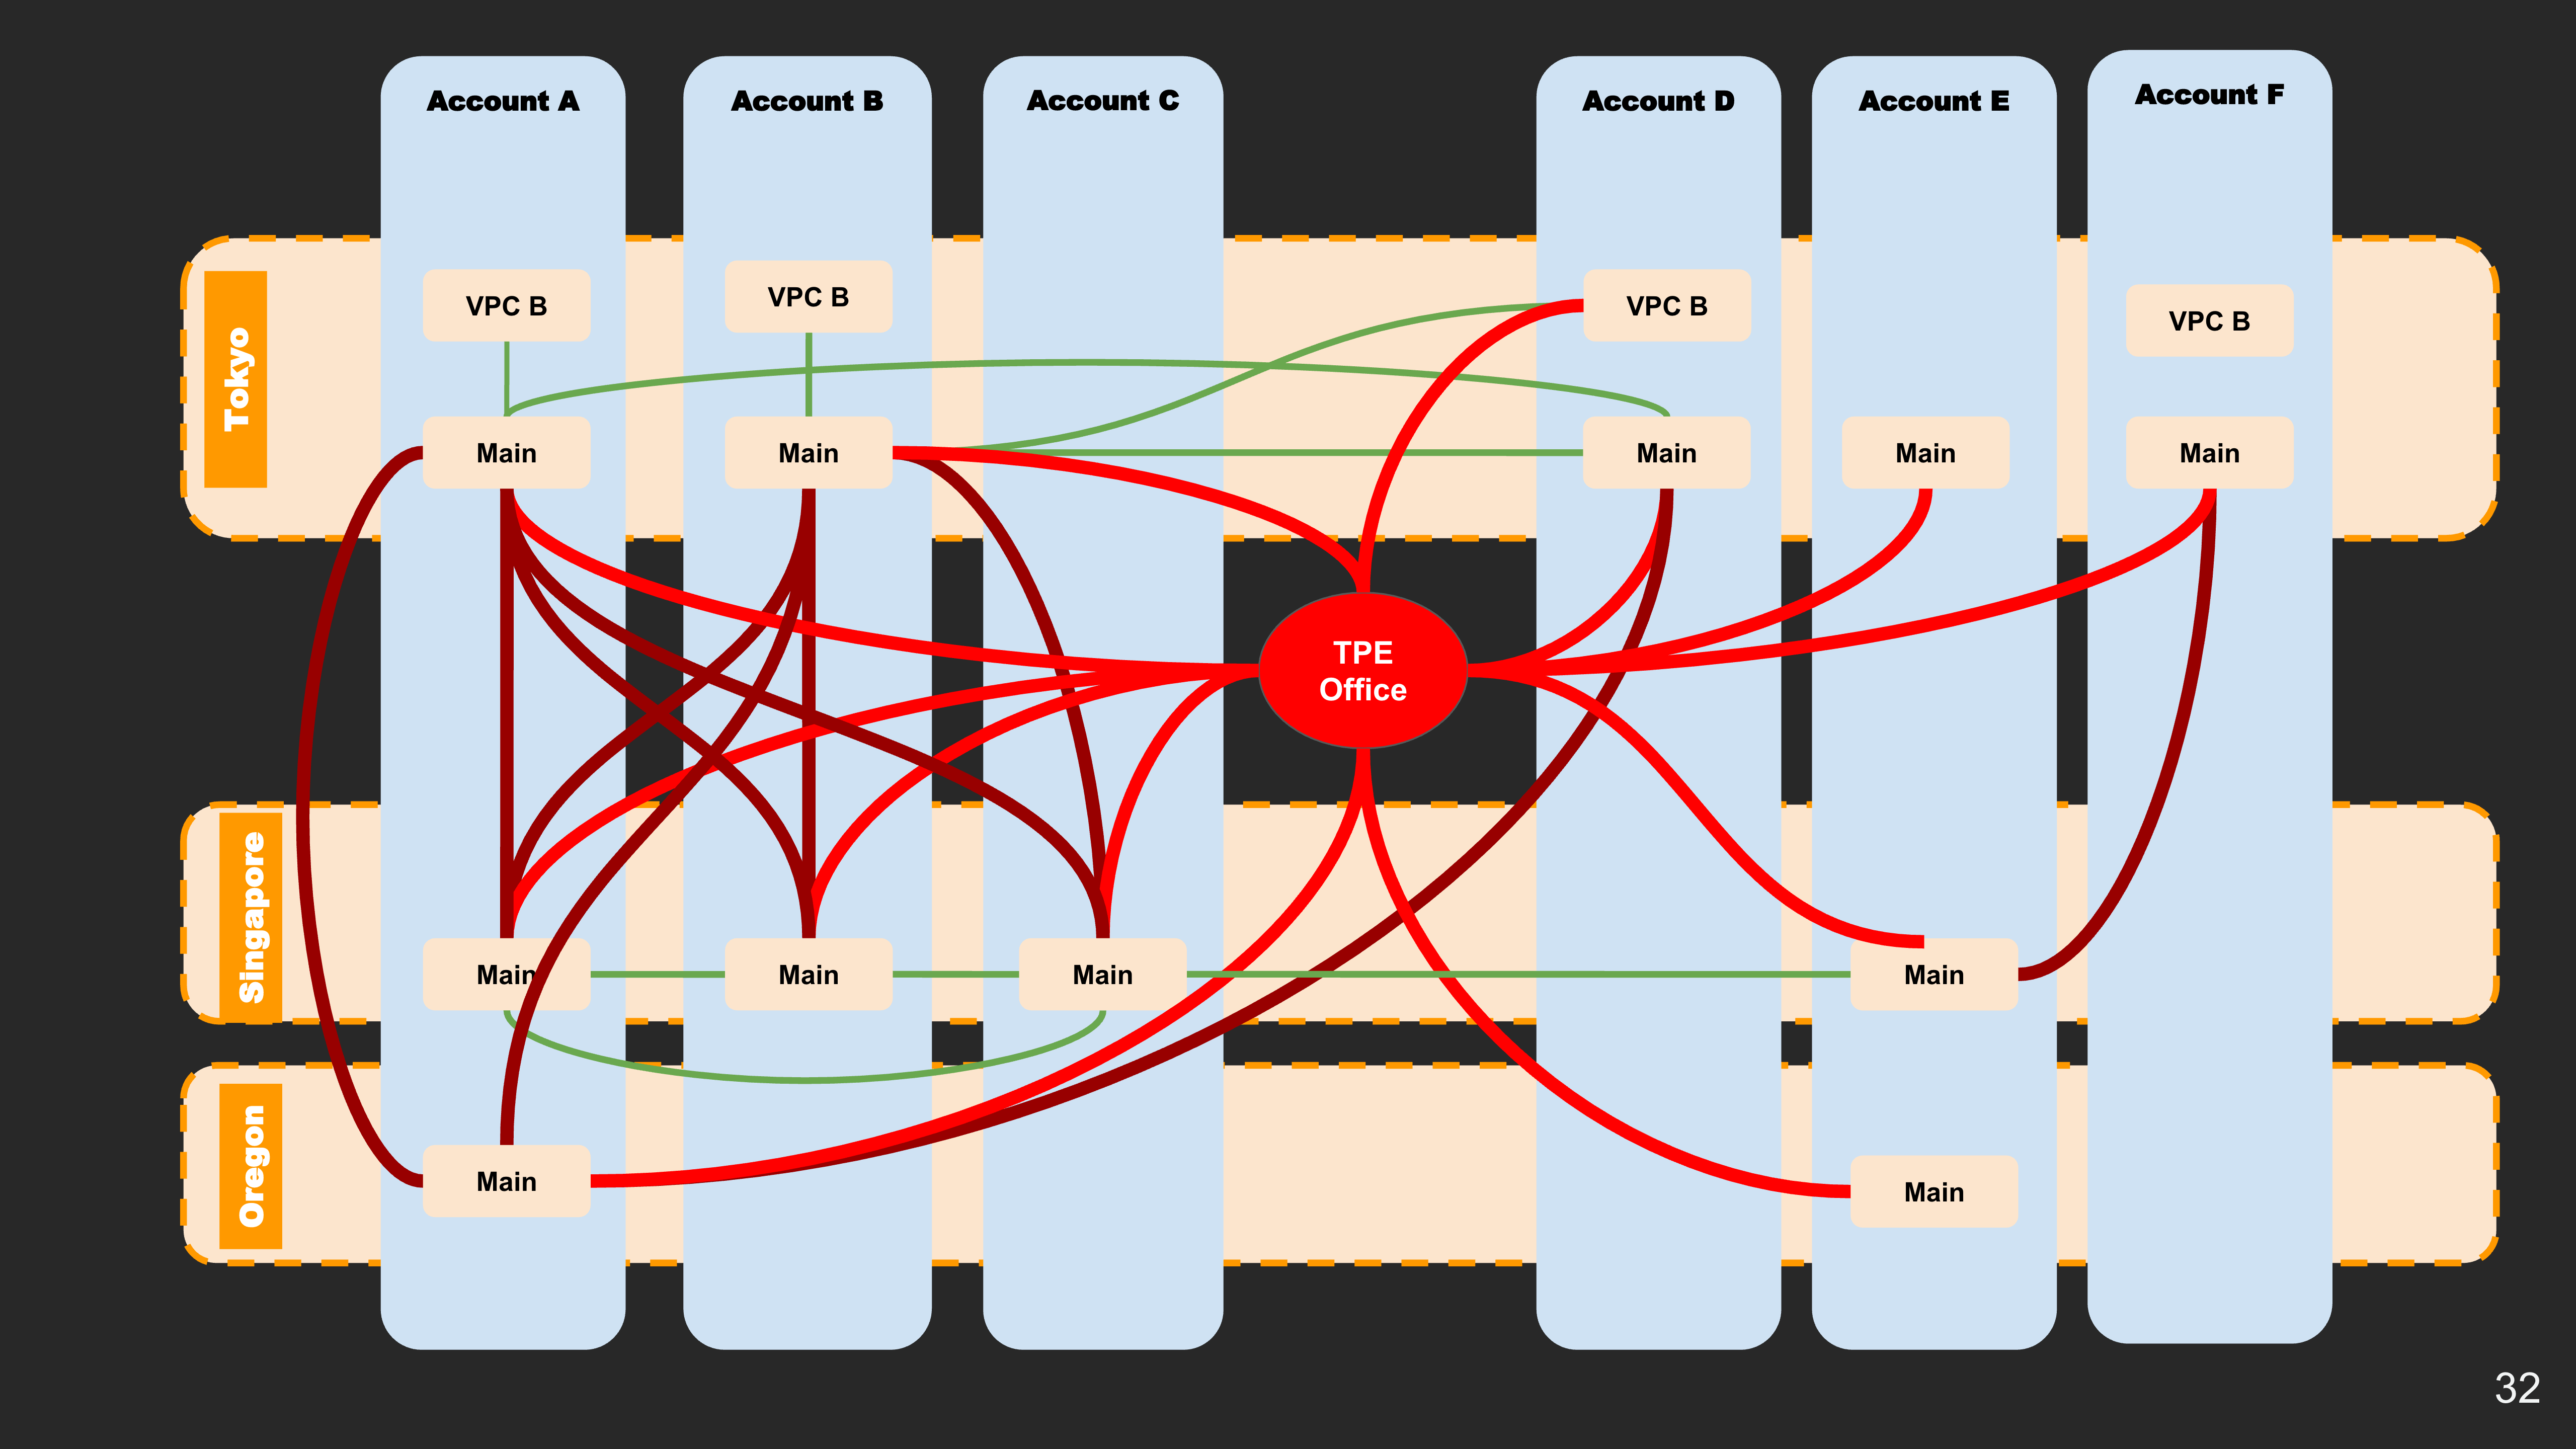 Account A
Account B
Account C
Account D
Account E
Account F
Tokyo
VPC B
VPC B
VPC B
VPC B
Main
Main
Main
Main
Main
TPE
Office
Singapore
Main
Main
Main
Main
Oregon
Main
Main
32